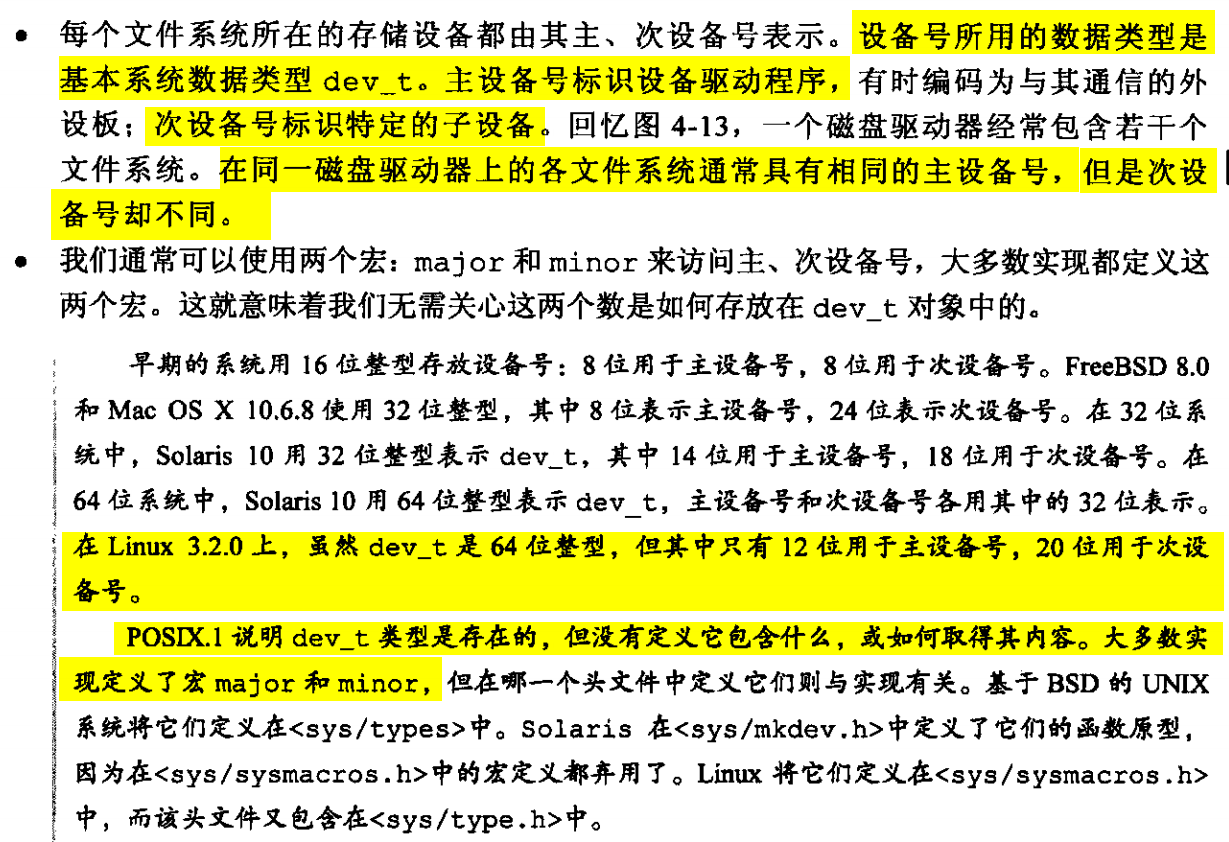 • 每个文件系统所在的存储设备都由其主、次设备号表示。设备号所用的数据类型是
基本系统数据类型 dev_t。主设备号标识设备驱动程序，有时编码为与其通信的外
设板；次设备号标识特定的子设备。回忆图 4-13，一个磁盘驱动器经常包含若干个
文件系统。在同一磁盘驱动器上的各文件系统通常具有相同的主设备号，但是次设
备号却不同。
• 我们通常可以使用两个宏：major 和 minor 来访问主、次设备号，大多数实现都定义这
两个宏。这就意味着我们无需关心这两个数是如何存放在 dev_t 对象中的。
早期的系统用 16 位整型存放设备号：8 位用于主设备号，8 位用于次设备号。FreeBSD 8.0
和 Mac OS X 10.6.8 使用 32 位整型，其中 8 位表示主设备号，24 位表示次设备号。在 32 位系
统中，Solaris 10 用 32 位整型表示 dev_t，其中 14 位用于主设备号，18 位用于次设备号。在
64 位系统中，Solaris 10 用 64 位整型表示 dev_t，主设备号和次设备号各用其中的 32 位表示。
在 Linux 3.2.0 上，虽然 dev_t 是 64 位整型，但其中只有 12 位用于主设备号，20 位用于次设
备号。
POSIX.1 说明 dev_t 类型是存在的，但没有定义它包含什么，或如何取得其内容。大多数实
现定义了宏 major 和 minor，但在哪一个头文件中定义它们则与实现有关。基于 BSD 的 UNIX
系统将它们定义在<sys/types>中。Solaris 在<sys/mkdev.h>中定义了它们的函数原型，
因为在<sys/sysmacros.h>中的宏定义都弃用了。Linux 将它们定义在<sys/sysmacros.h>
中，而该头文件又包含在<sys/type.h>中。